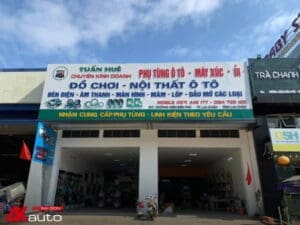 TUẤN HUÊ
CHUYÊN KINH DOANH
PHỤ TÙNG Ô TÔ - MÁY XÚC - ỦI
ĐỒ CHƠI - NỘI THẤT Ô TÔ
ĐÈN ĐIỆN - ÂM THANH - MÀN HÌNH - MÂM - LỐP - DẦU MỠ CÁC LOẠI
NHẬN CUNG CẤP PHỤ TÙNG - LINH KIỆN THEO YÊU CẦU
TRÀ CHANH
auto